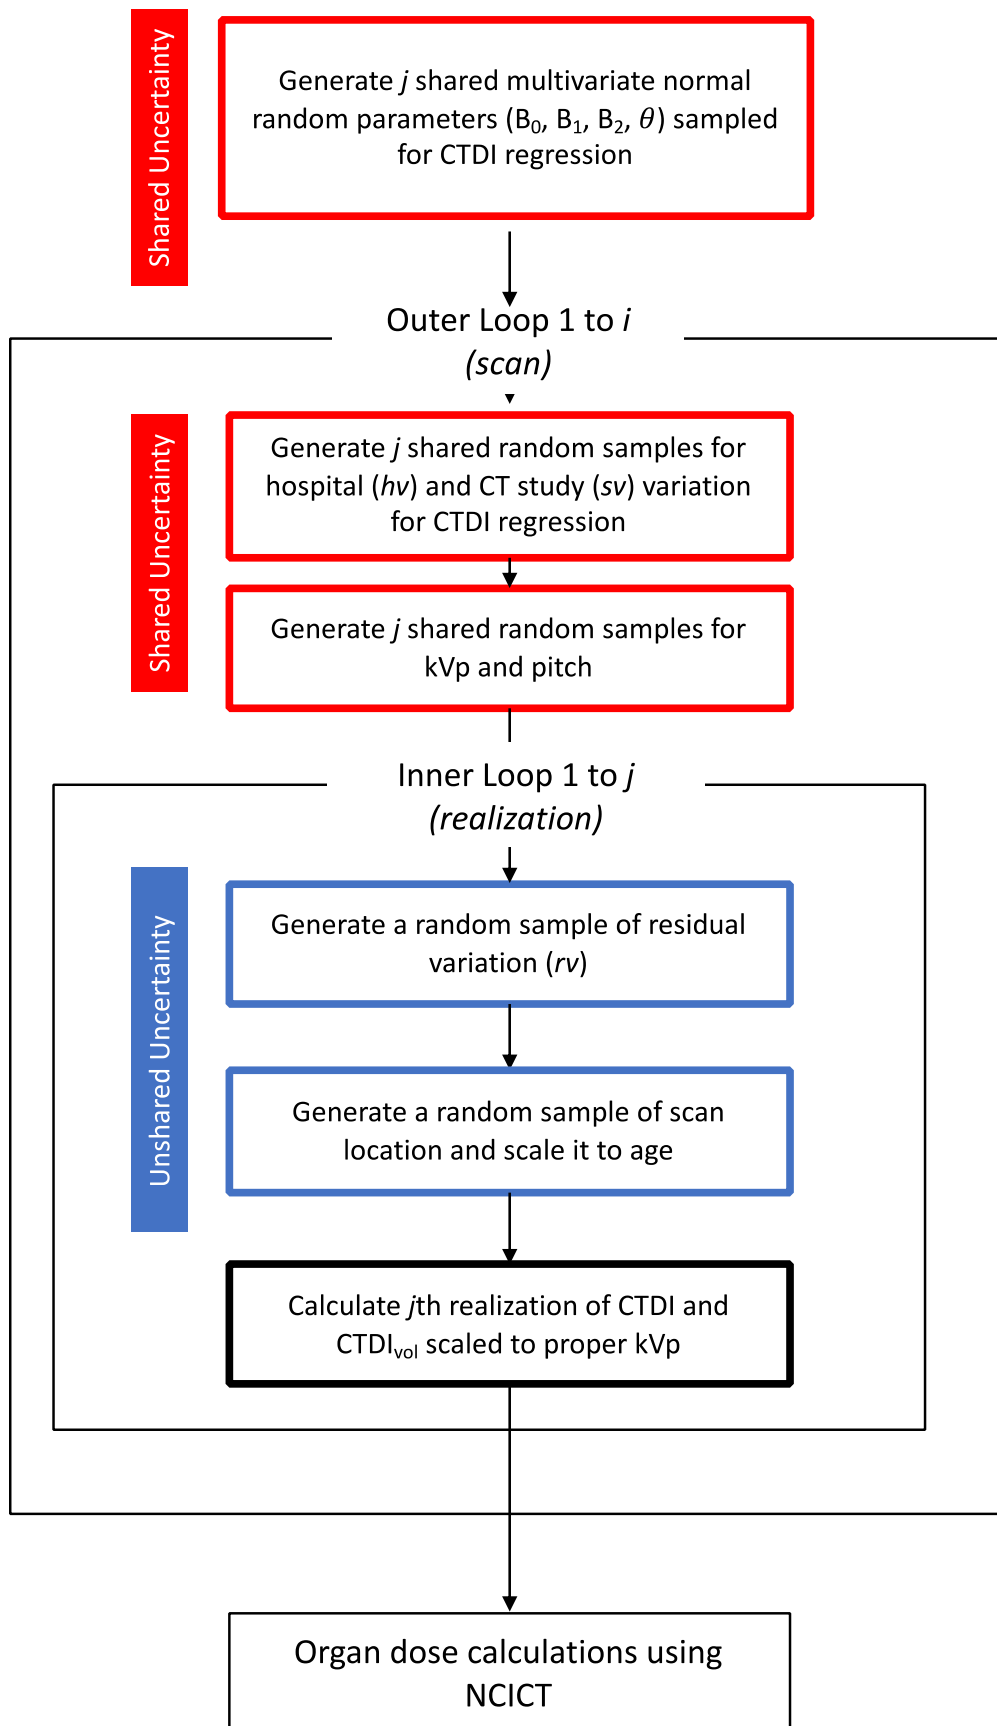 Shared Uncertainty
Generate j shared multivariate normal
random parameters (B₀, B₁, B₂, θ) sampled
for CTDI regression
Outer Loop 1 to i
(scan)
Shared Uncertainty
Generate j shared random samples for
hospital (hv) and CT study (sv) variation
for CTDI regression
Generate j shared random samples for
kVp and pitch
Inner Loop 1 to j
(realization)
Unshared Uncertainty
Generate a random sample of residual
variation (rv)
Generate a random sample of scan
location and scale it to age
Calculate jth realization of CTDI and
CTDIvol scaled to proper kVp
Organ dose calculations using
NCICT